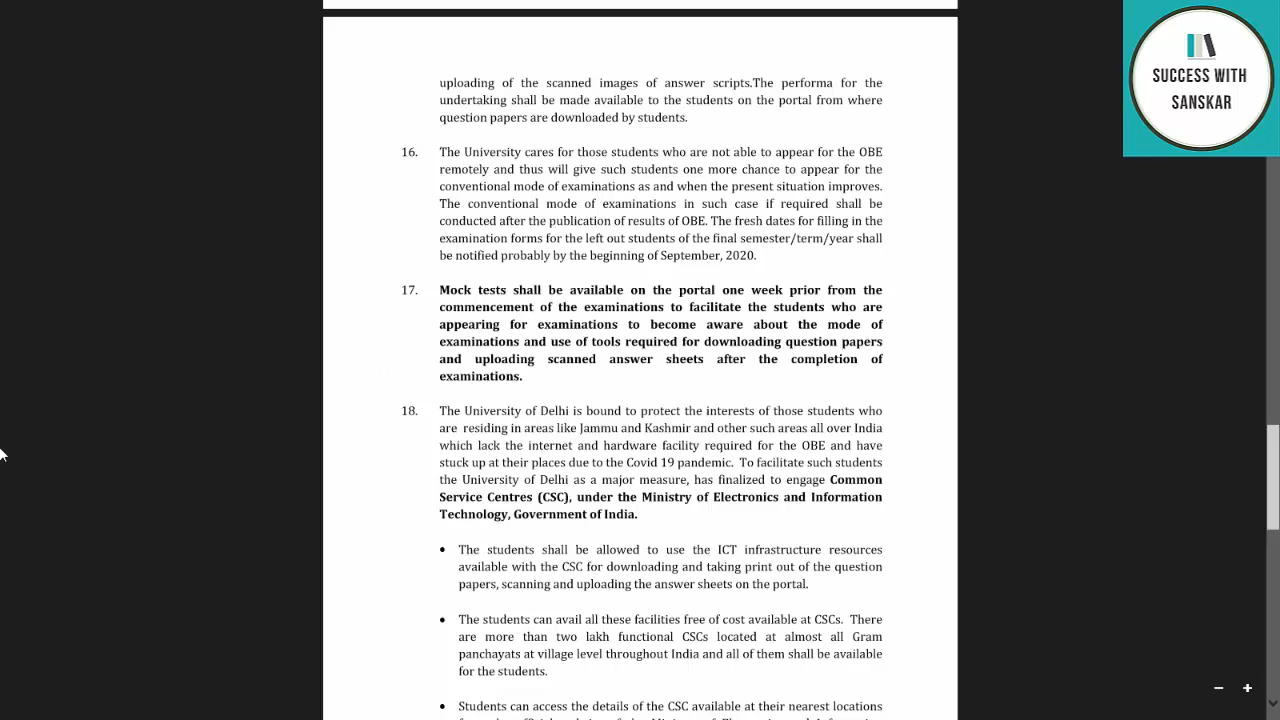 uploading of the scanned images of answer scripts.The performa for the
undertaking shall be made available to the students on the portal from where
question papers are downloaded by students.
16. The University cares for those students who are not able to appear for the OBE
remotely and thus will give such students one more chance to appear for the
conventional mode of examinations as and when the present situation improves.
The conventional mode of examinations in such case if required shall be
conducted after the publication of results of OBE. The fresh dates for filling in the
examination forms for the left out students of the final semester/term/year shall
be notified probably by the beginning of September, 2020.
17. Mock tests shall be available on the portal one week prior from the
commencement of the examinations to facilitate the students who are
appearing for examinations to become aware about the mode of
examinations and use of tools required for downloading question papers
and uploading scanned answer sheets after the completion of
examinations.
18. The University of Delhi is bound to protect the interests of those students who
are residing in areas like Jammu and Kashmir and other such areas all over India
which lack the internet and hardware facility required for the OBE and have
stuck up at their places due to the Covid 19 pandemic. To facilitate such students
the University of Delhi as a major measure, has finalized to engage Common
Service Centres (CSC), under the Ministry of Electronics and Information
Technology, Government of India.
• The students shall be allowed to use the ICT infrastructure resources
available with the CSC for downloading and taking print out of the question
papers, scanning and uploading the answer sheets on the portal.
• The students can avail all these facilities free of cost available at CSCs. There
are more than two lakh functional CSCs located at almost all Gram
panchayats at village level throughout India and all of them shall be available
for the students.
• Students can access the details of the CSC available at their nearest locations
SUCCESS WITH
SANSKAR